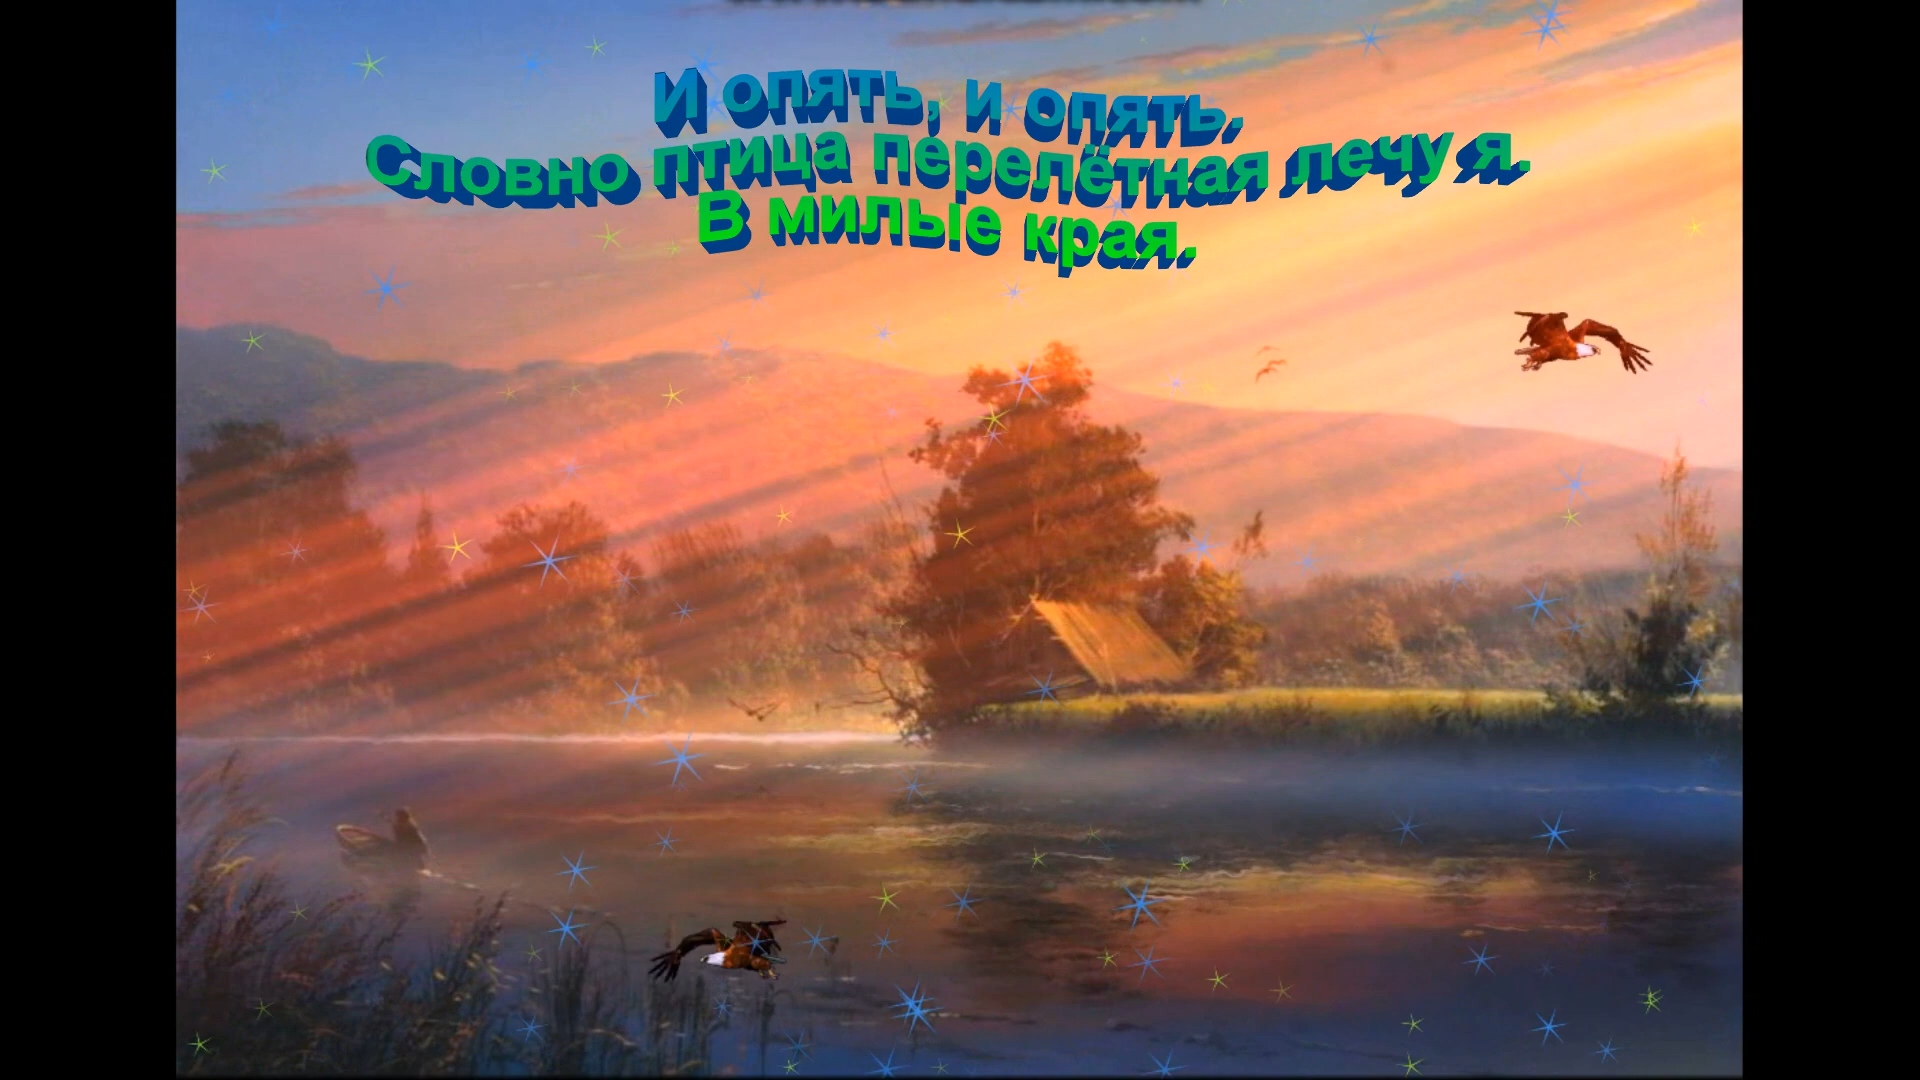 И опять, и опять.
Словно птица перелётная лечу я.
В милые края.